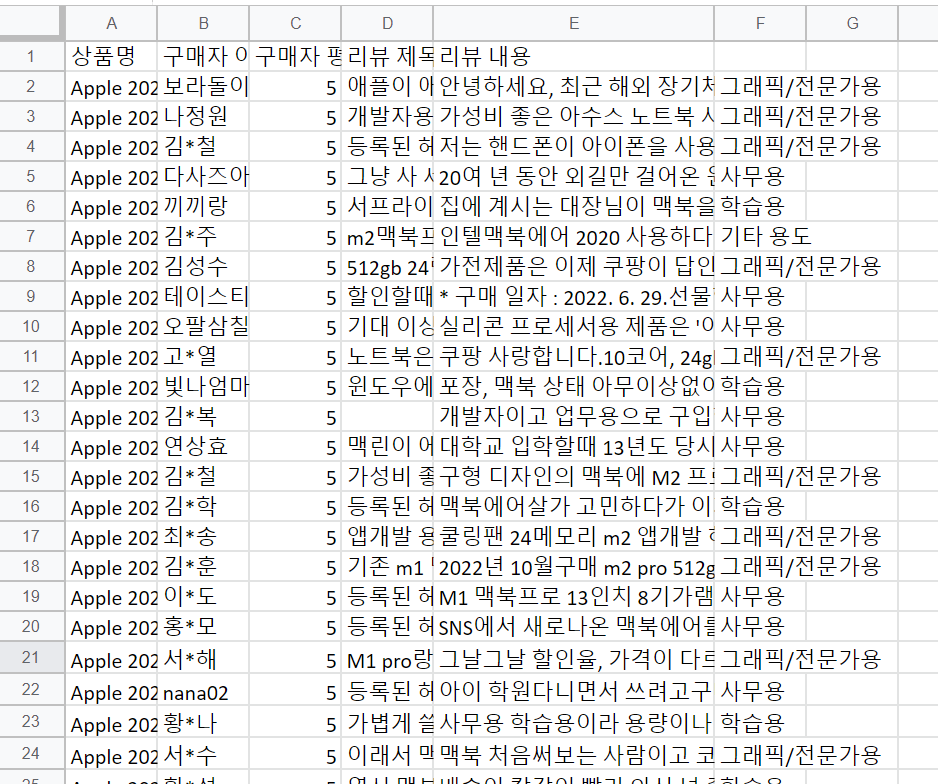 A B C D E F G
1 상품명 구매자 이 구매자 평 리뷰 제목 리뷰 내용
2 Apple 202 보라돌이 5 애플이 애 안녕하세요, 최근 해외 장기체 그래픽/전문가용
3 Apple 202 나정원 5 개발자용 가성비 좋은 아수스 노트북 사 그래픽/전문가용
4 Apple 202 김*철 5 등록된 헤 저는 핸드폰이 아이폰을 사용 그래픽/전문가용
5 Apple 202 다사즈아 5 그냥 사 20여 년 동안 외길만 걸어온 사무용
6 Apple 202 끼끼랑 5 서프라이 집에 계시는 대장님이 맥북을 학습용
7 Apple 202 김*주 5 m2맥북프 인텔맥북에어 2020 사용하다 기타 용도
8 Apple 202 김성수 5 512gb 24 가전제품은 이제 쿠팡이 답인 그래픽/전문가용
9 Apple 202 테이스티 5 할인할때 * 구매 일자 : 2022. 6. 29.선물 사무용
10 Apple 202 오팔삼칠 5 기대 이상 실리콘 프로세서용 제품은 사무용
11 Apple 202 고*열 5 노트북은 쿠팡 사랑합니다.10코어, 24g 그래픽/전문가용
12 Apple 202 빛나엄마 5 윈도우에 포장, 맥북 상태 아무이상없이 학습용
13 Apple 202 김*복 5 개발자이고 업무용으로 구입 사무용
14 Apple 202 연상효 5 맥린이 에 대학교 입학할때 13년도 당시 사무용
15 Apple 202 김*철 5 가성비 좋 구형 디자인의 맥북에 M2 프로 그래픽/전문가용
16 Apple 202 김*학 5 등록된 헤 맥북에어살가 고민하다가 이 학습용
17 Apple 202 최*송 5 앱개발 용 쿨링팬 24메모리 m2 앱개발 그래픽/전문가용
18 Apple 202 김*훈 5 기존 m1 2022년 10월구매 m2 pro 512g 그래픽/전문가용
19 Apple 202 이*도 5 등록된 헤 M1 맥북프로 13인치 8기가램 사무용
20 Apple 202 홍*모 5 등록된 헤 SNS에서 새로나온 맥북에어를 사무용
21 Apple 202 서*해 5 M1 pro랑 그날그날 할인율, 가격이 다르 그래픽/전문가용
22 Apple 202 nana02 5 등록된 헤 아이 학원다니면서 쓰려고구 사무용
23 Apple 202 황*나 5 가볍게 쓸 사무용 학습용이라 용량이나 학습용
24 Apple 202 서*수 5 이래서 맥 맥북 처음써보는 사람이고 코 그래픽/전문가용